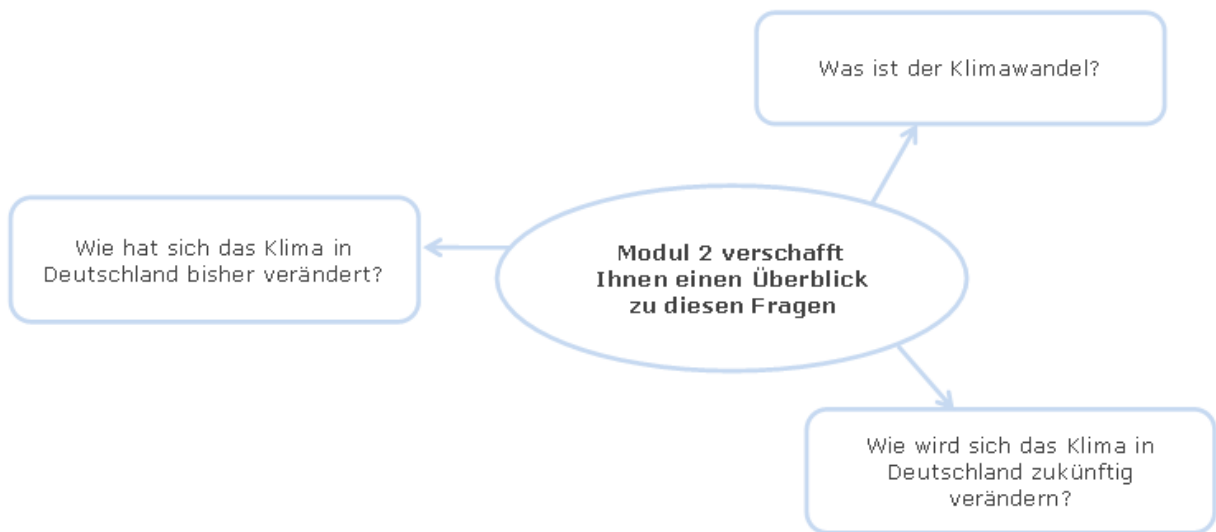 Was ist der Klimawandel?
Wie hat sich das Klima in
Deutschland bisher verändert?
Modul 2 verschafft
Ihnen einen Überblick
zu diesen Fragen
Wie wird sich das Klima in
Deutschland zukünftig
verändern?